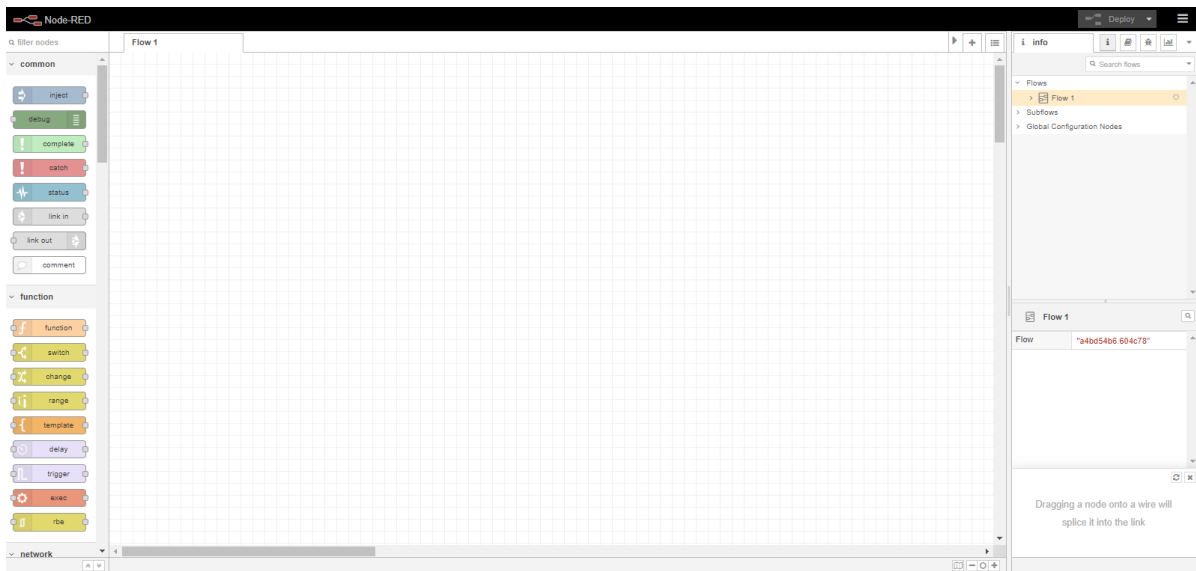 Node-RED
Deploy
filter nodes
common
inject
debug
complete
catch
status
link in
link out
comment
function
function
switch
change
range
template
delay
trigger
exec
rbe
network
Flow 1
i info
i
Search flows
Flows
Flow 1
Subflows
Global Configuration Nodes
Flow 1
Flow "a4bd54b6.604c78"
Dragging a node onto a wire will
splice it into the link